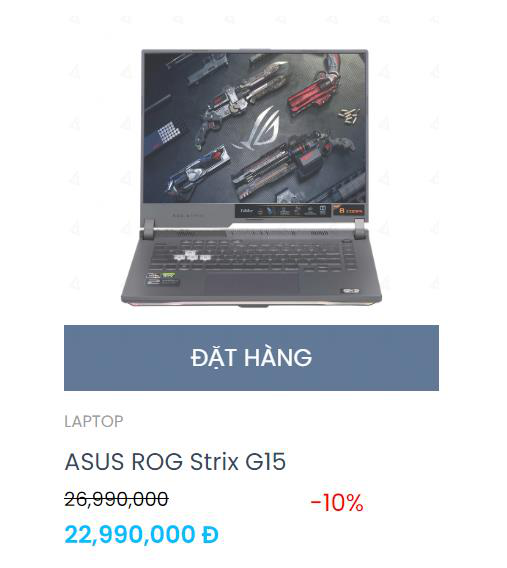 ĐẶT HÀNG
LAPTOP
ASUS ROG Strix G15
26,990,000 -10%
22,990,000 Đ